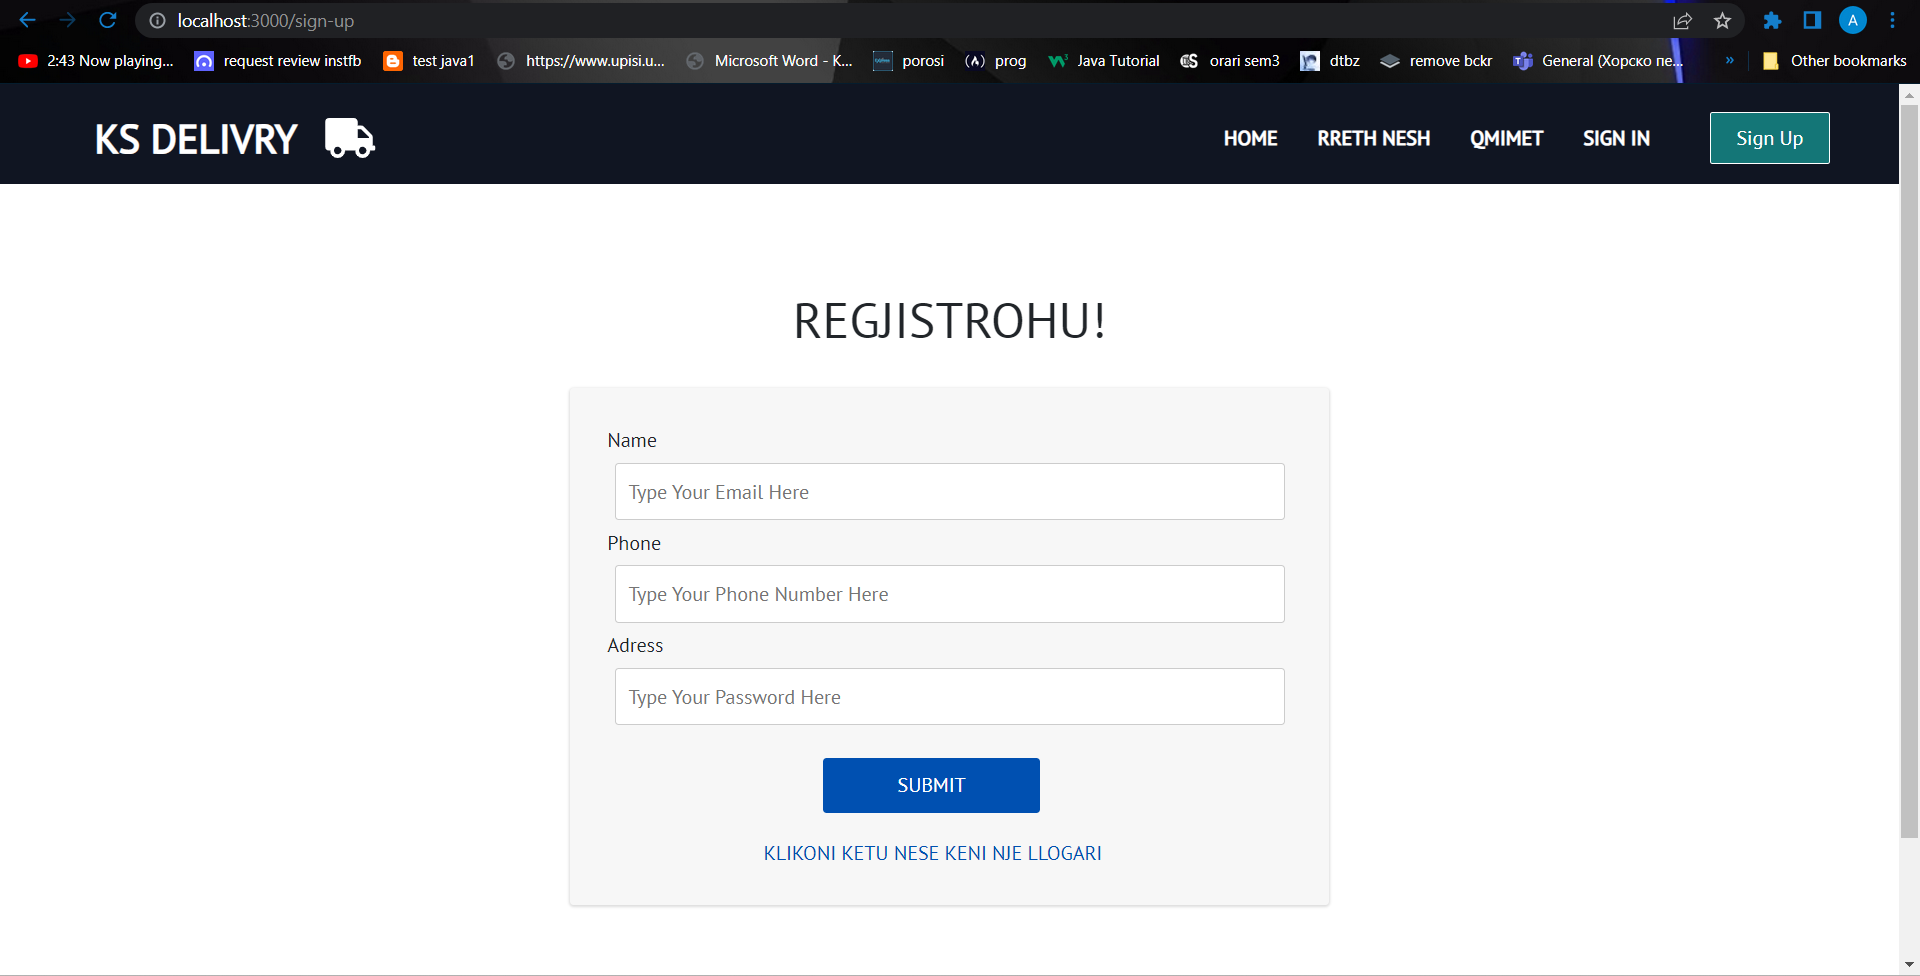 localhost:3000/sign-up
A
2:43 Now playing... request review instfb test java1 https://www.upisi.u... Microsoft Word - K... porosi prog Java Tutorial orari sem3 dtbz remove bckr General (Хорско пе... » Other bookmarks
KS DELIVRY HOME RRETH NESH QMIMET SIGN IN Sign Up
REGJISTROHU!
Name
Type Your Email Here
Phone
Type Your Phone Number Here
Adress
Type Your Password Here
SUBMIT
KLIKONI KETU NESE KENI NJE LLOGARI